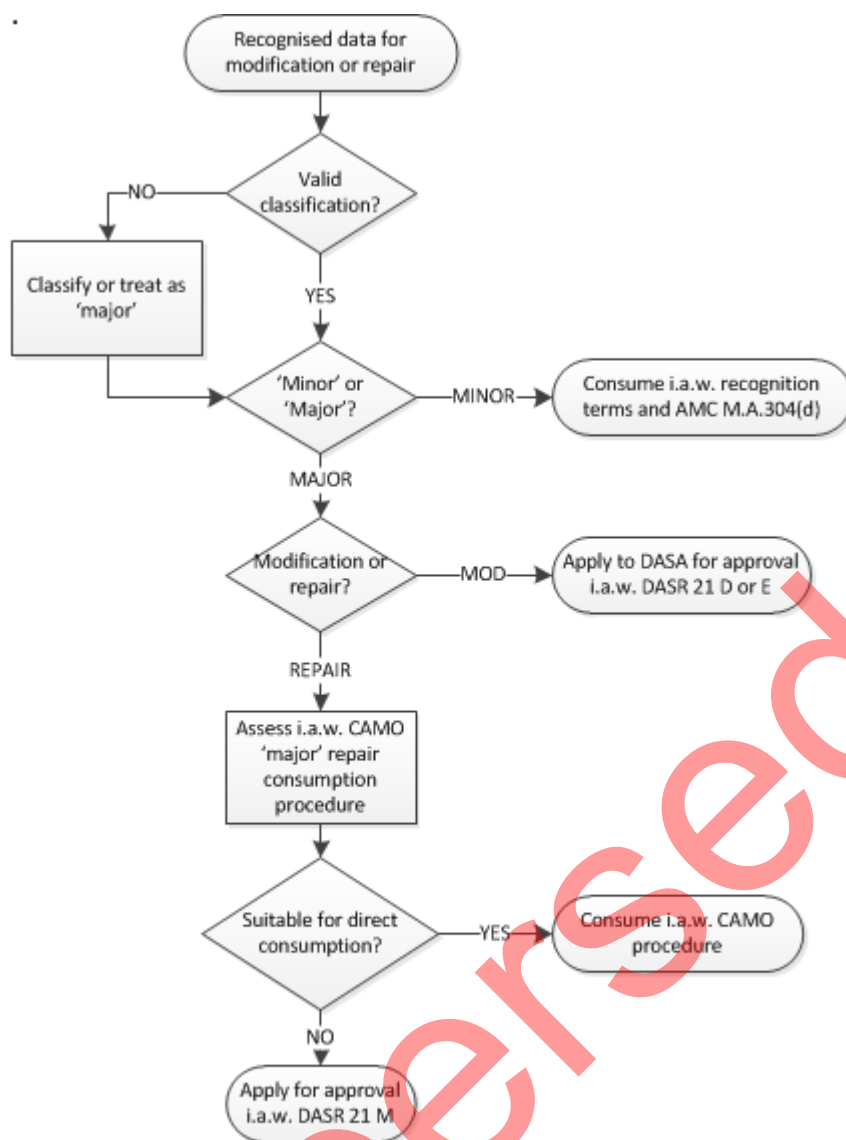 Recognised data for
modification or repair
Valid
classification?
NO
Classify or treat as
‘major’
YES
‘Minor’ or
‘Major’?
MINOR
Consume i.a.w. recognition
terms and AMC M.A.304(d)
MAJOR
Modification or
repair?
MOD
Apply to DASA for approval
i.a.w. DASR 21 D or E
REPAIR
Assess i.a.w. CAMO
‘major’ repair
consumption
procedure
Suitable for direct
consumption?
YES
Consume i.a.w. CAMO
procedure
NO
Apply for approval
i.a.w. DASR 21 M
ersed